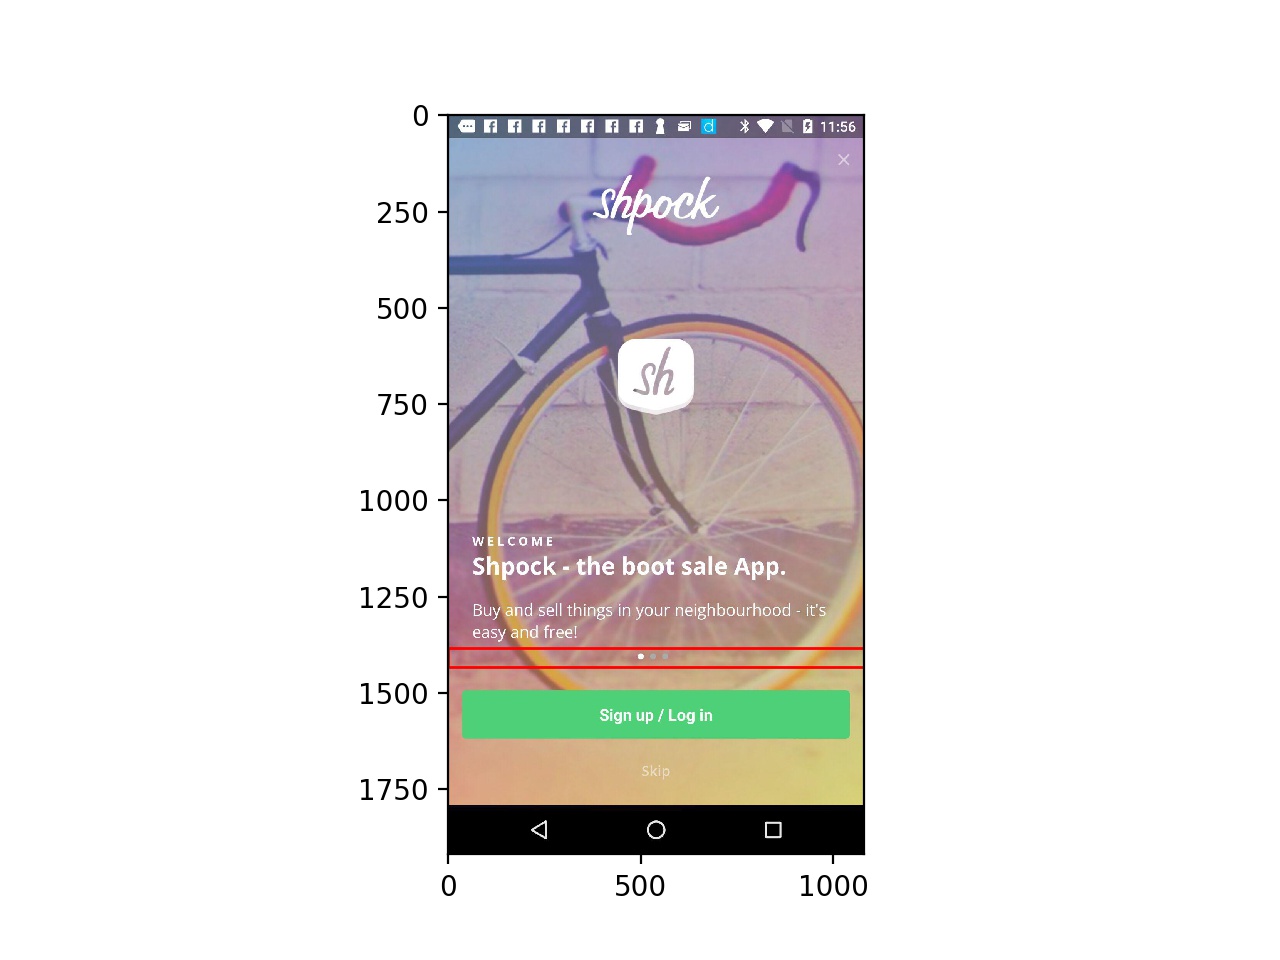 0
250
500
750
1000
1250
1500
1750
11:56
shpock
sh
WELCOME
Shpock - the boot sale App.
Buy and sell things in your neighbourhood - it's
easy and free!
Sign up / Log in
Skip
0 500 1000